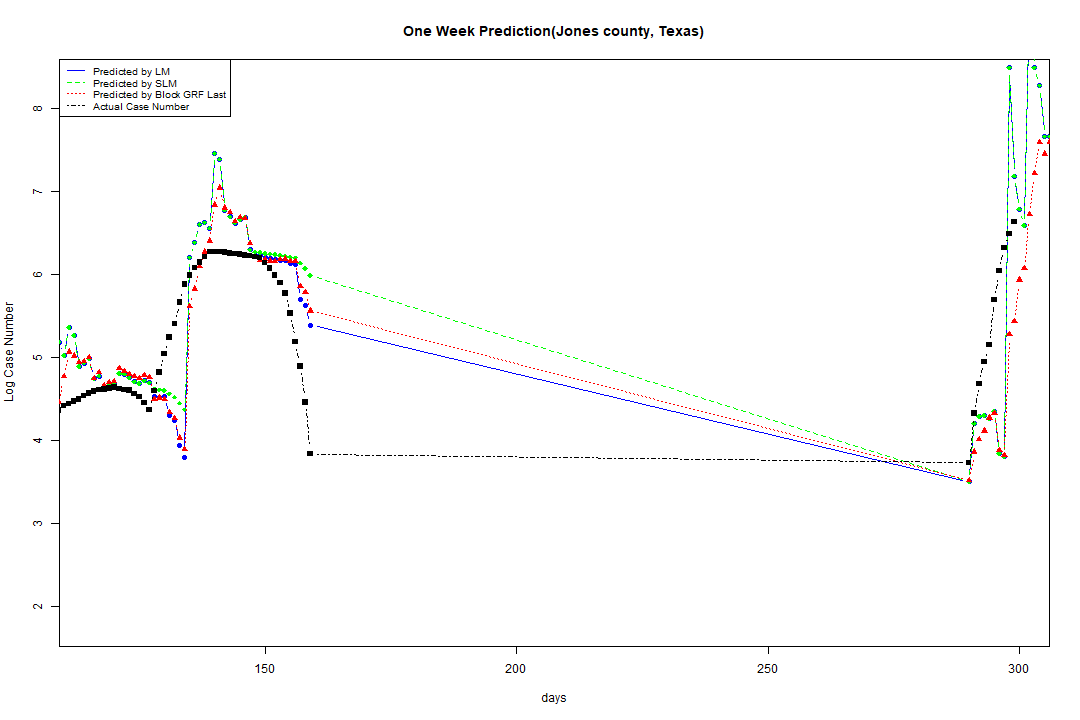 One Week Prediction(Jones county, Texas)
Predicted by LM
Predicted by SLM
Predicted by Block GRF Last
Actual Case Number
8
7
6
5
4
3
2
Log Case Number
150 200 250 300
days